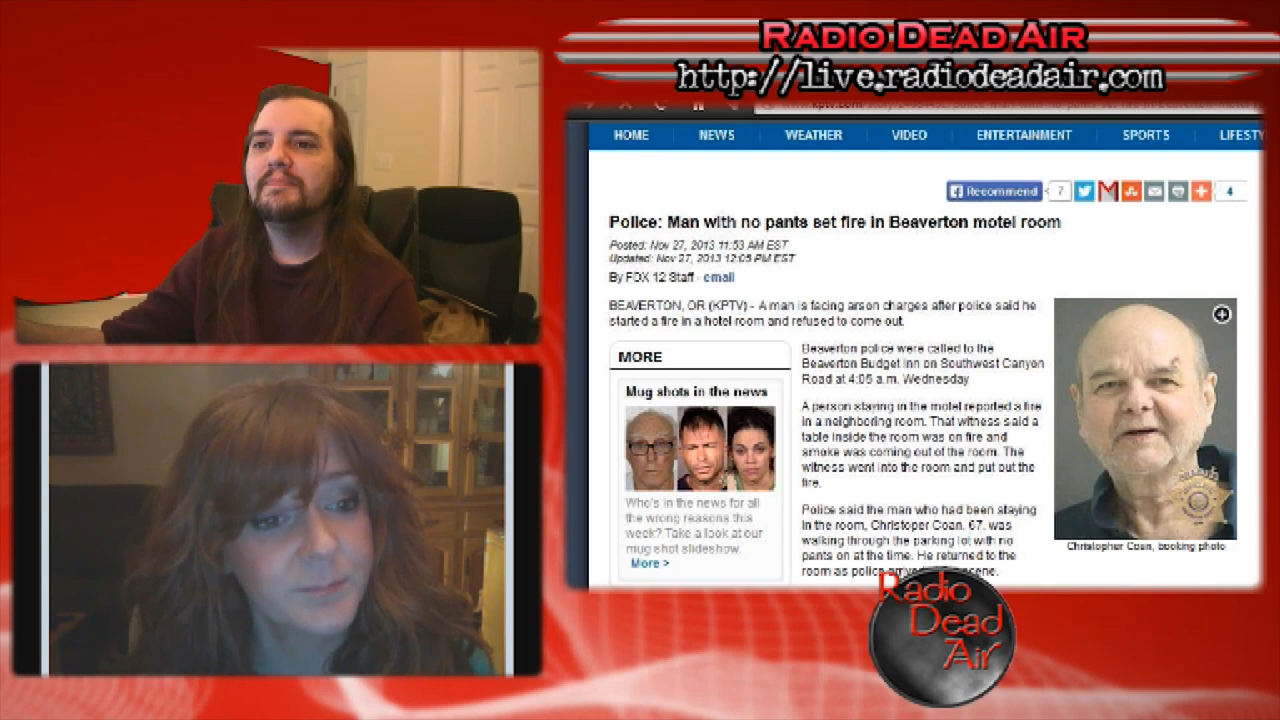 RADIO DEAD AIR
http://live.radiodeadair.com
HOME NEWS WEATHER VIDEO ENTERTAINMENT SPORTS LIFESTY
Recommend 7 4
Police: Man with no pants set fire in Beaverton motel room
Posted: Nov 27, 2013 11:53 AM EST
Updated: Nov 27, 2013 12:05 PM EST
By FOX 12 Staff - email
BEAVERTON, OR (KPTV) - A man is facing arson charges after police said he
started a fire in a hotel room and refused to come out.
MORE
Mug shots in the news
Who's in the news for all
the wrong reasons this
week? Take a look at our
mug shot slideshow.
More >
Beaverton police were called to the
Beaverton Budget Inn on Southwest Canyon
Road at 4:05 a.m. Wednesday
A person staying in the motel reported a fire
in a neighboring room. That witness said a
table inside the room was on fire and
smoke was coming out of the room. The
witness went into the room and put out the
fire.
Police said the man who had been staying
in the room, Christoper Coan, 67, was
walking through the parking lot with no
pants on at the time. He returned to the
room as police
Christopher Coan, booking photo
Radio
Dead
Air